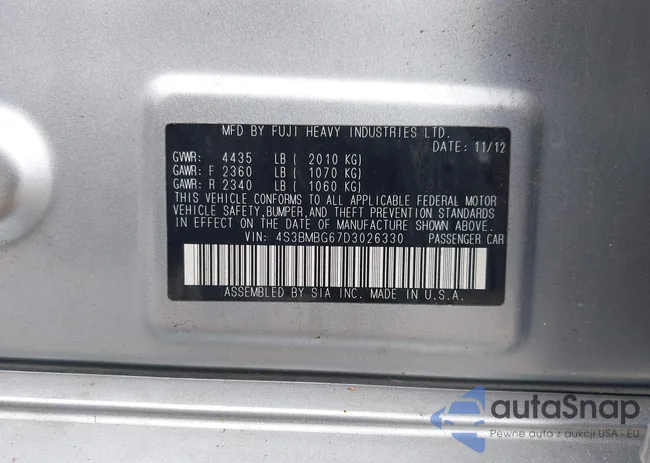 MFD BY FUJI HEAVY INDUSTRIES LTD.
DATE: 11/12
GVWR: 4435 LB ( 2010 KG)
GAWR: F 2360 LB ( 1070 KG)
GAWR: R 2340 LB ( 1060 KG)
THIS VEHICLE CONFORMS TO ALL APPLICABLE FEDERAL MOTOR
VEHICLE SAFETY, BUMPER, AND THEFT PREVENTION STANDARDS
IN EFFECT ON THE DATE OF MANUFACTURE SHOWN ABOVE.
VIN: 4S3BMBG67D3026330 PASSENGER CAR
ASSEMBLED BY SIA INC. MADE IN U.S.A.
autoSnap
Pewne auta z aukcji USA i EU